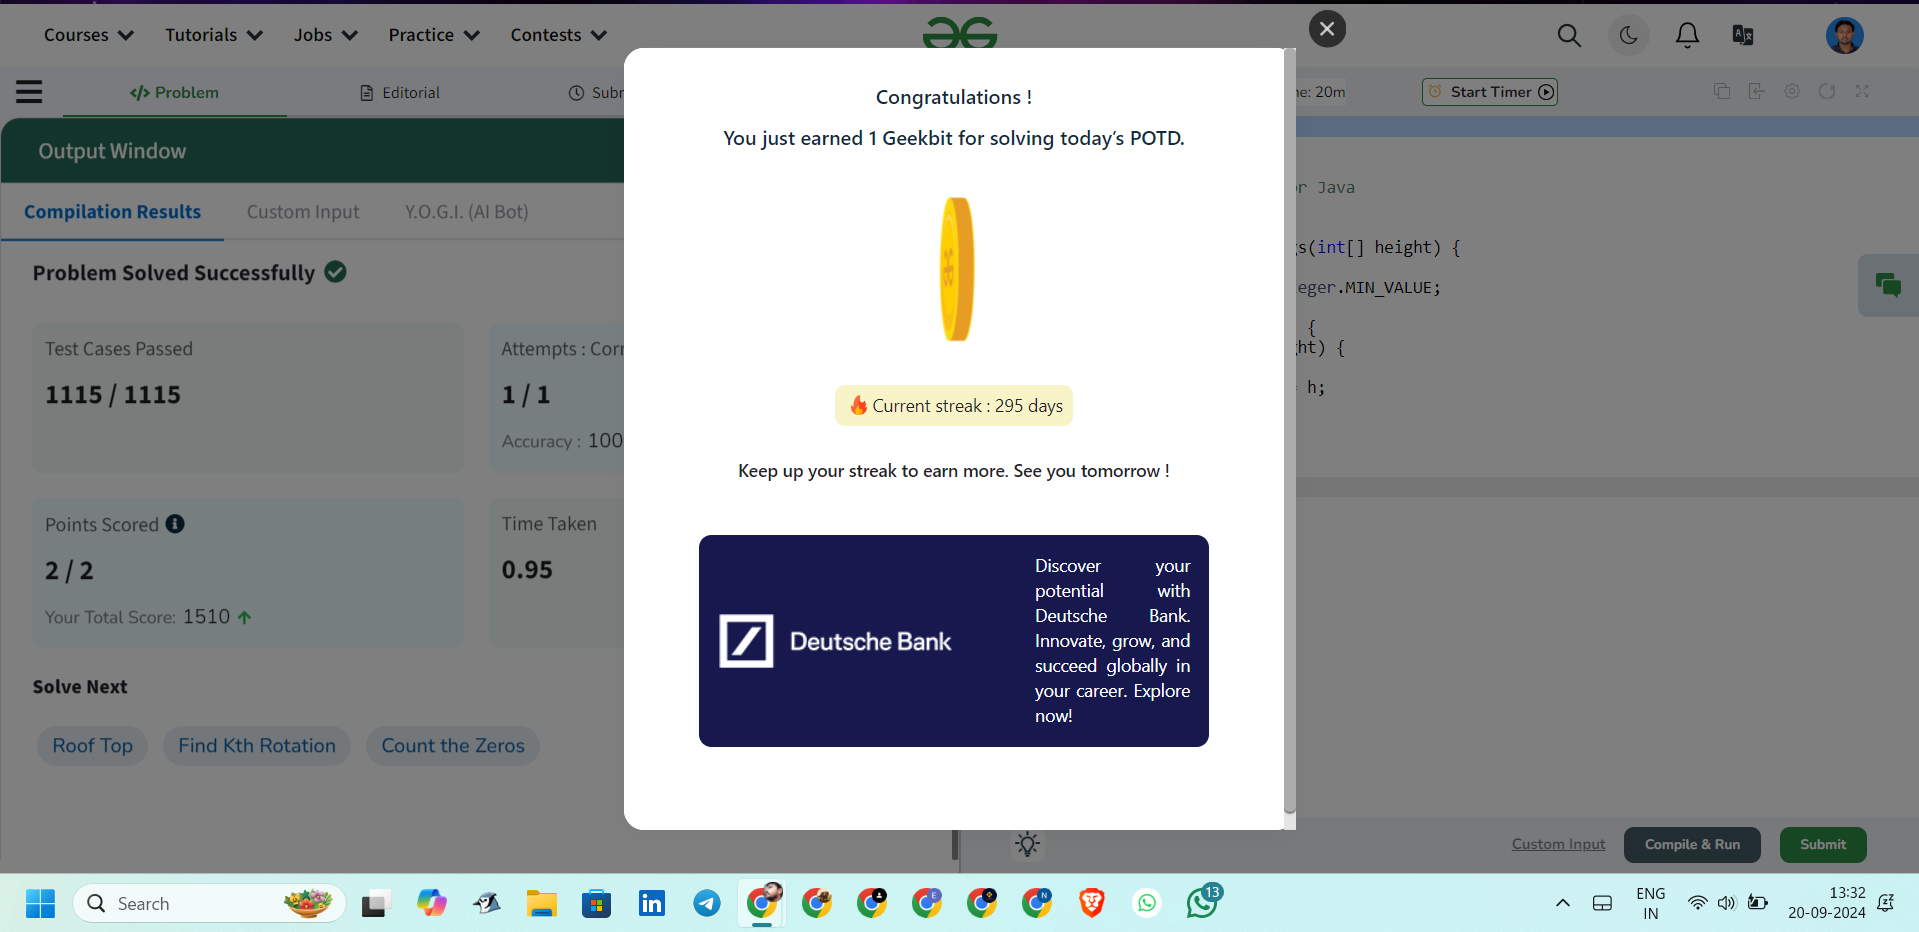 Courses
Tutorials
Jobs
Practice
Contests
</> Problem
Editorial
Subr
ne: 20m
Start Timer
Output Window
Compilation Results
Custom Input
Y.O.G.I. (AI Bot)
Problem Solved Successfully
Test Cases Passed
1115 / 1115
Attempts : Corr
1 / 1
Accuracy : 100
Points Scored
2 / 2
Your Total Score: 1510
Time Taken
0.95
Solve Next
Roof Top
Find Kth Rotation
Count the Zeros
Congratulations !
You just earned 1 Geekbit for solving today's POTD.
Current streak : 295 days
Keep up your streak to earn more. See you tomorrow !
Deutsche Bank
Discover your
potential with
Deutsche Bank.
Innovate, grow, and
succeed globally in
your career. Explore
now!
or Java
gs(int[] height) {
eger.MIN_VALUE;
{
ght) {
= h;
Custom Input
Compile & Run
Submit
Search
13
ENG
IN
13:32
20-09-2024